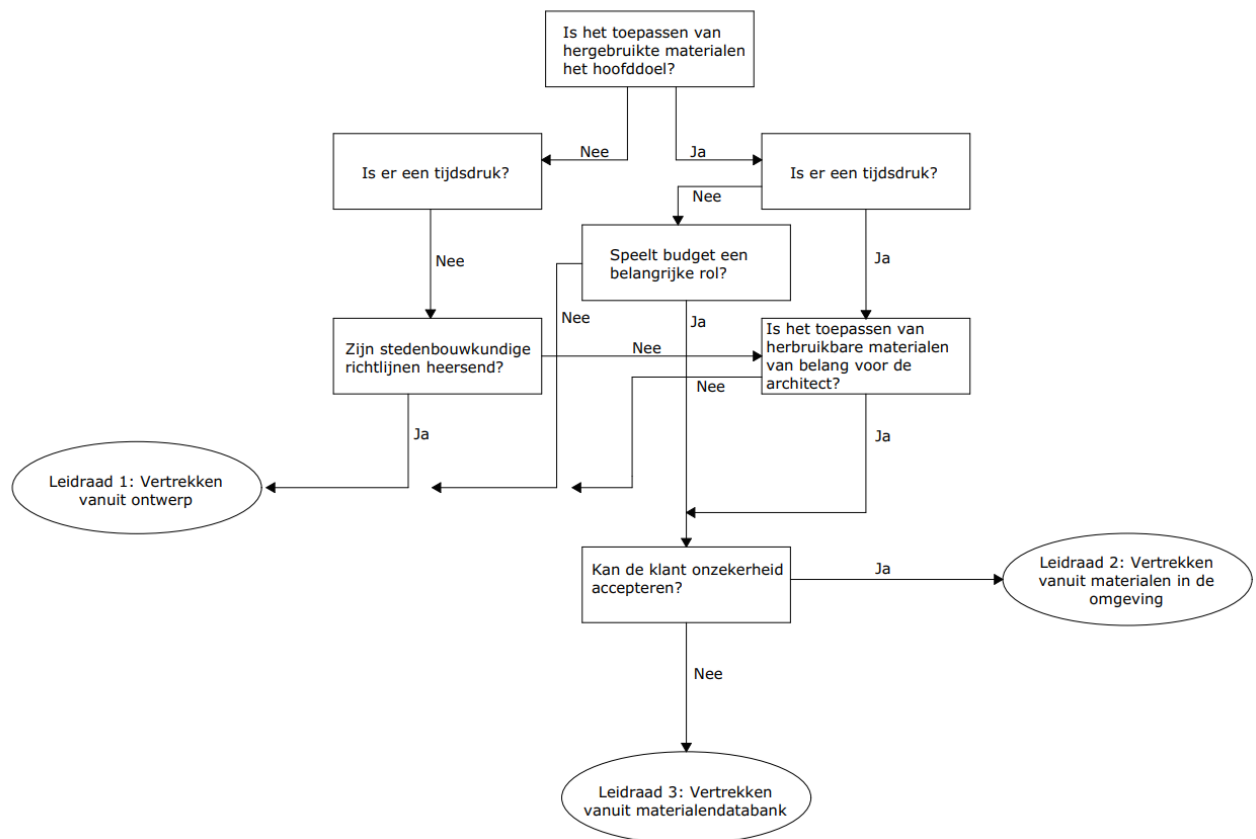 Is het toepassen van
hergebruikte materialen
het hoofddoel?
Nee
Ja
Is er een tijdsdruk?
Is er een tijdsdruk?
Nee
Nee
Speelt budget een
belangrijke rol?
Ja
Nee
Ja
Zijn stedenbouwkundige
richtlijnen heersend?
Nee
Is het toepassen van
herbruikbare materialen
van belang voor de
architect?
Nee
Ja
Ja
Leidraad 1: Vertrekken
vanuit ontwerp
Kan de klant onzekerheid
accepteren?
Ja
Leidraad 2: Vertrekken
vanuit materialen in de
omgeving
Nee
Leidraad 3: Vertrekken
vanuit materialendatabank